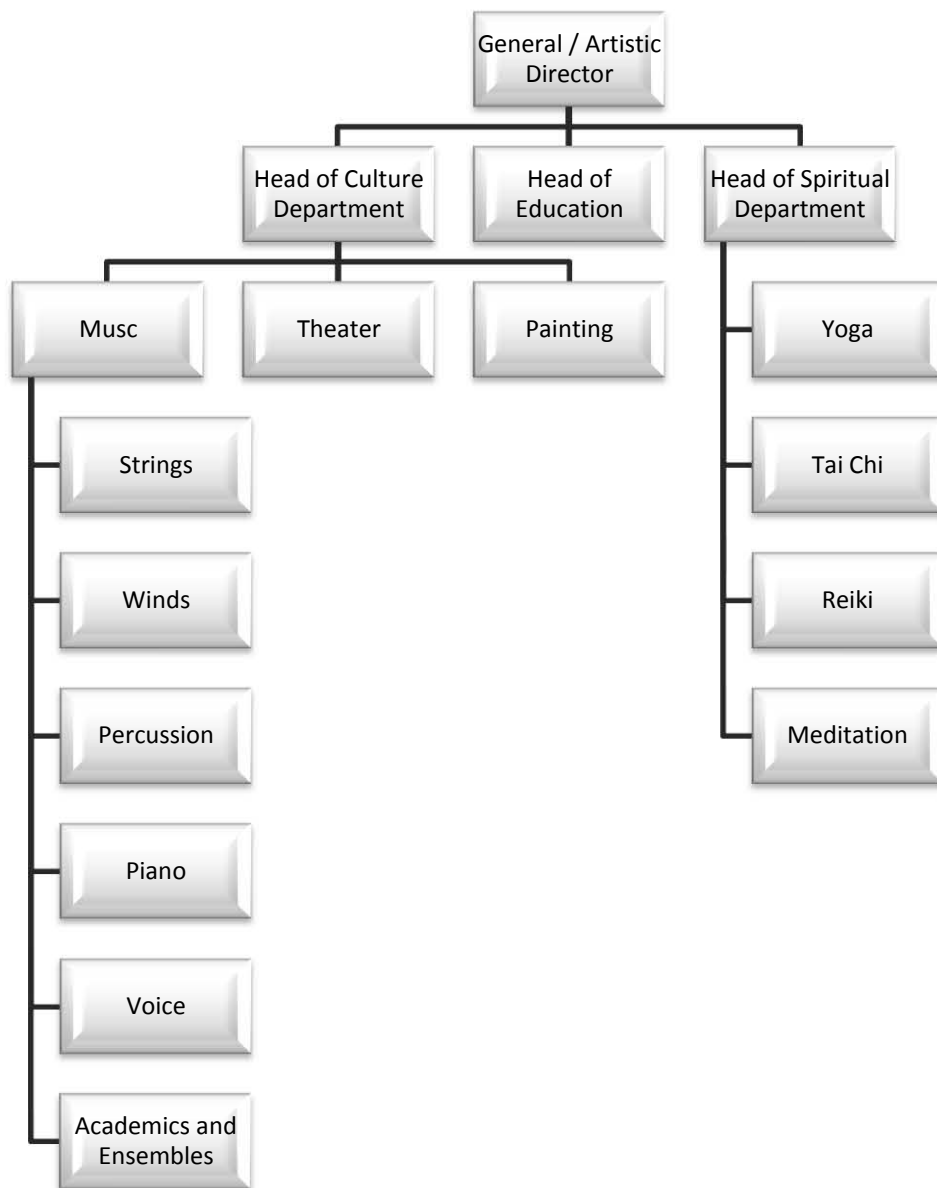 General / Artistic
Director
Head of Culture
Department
Head of
Education
Head of Spiritual
Department
Musc
Theater
Painting
Yoga
Strings
Tai Chi
Winds
Reiki
Percussion
Meditation
Piano
Voice
Academics and
Ensembles